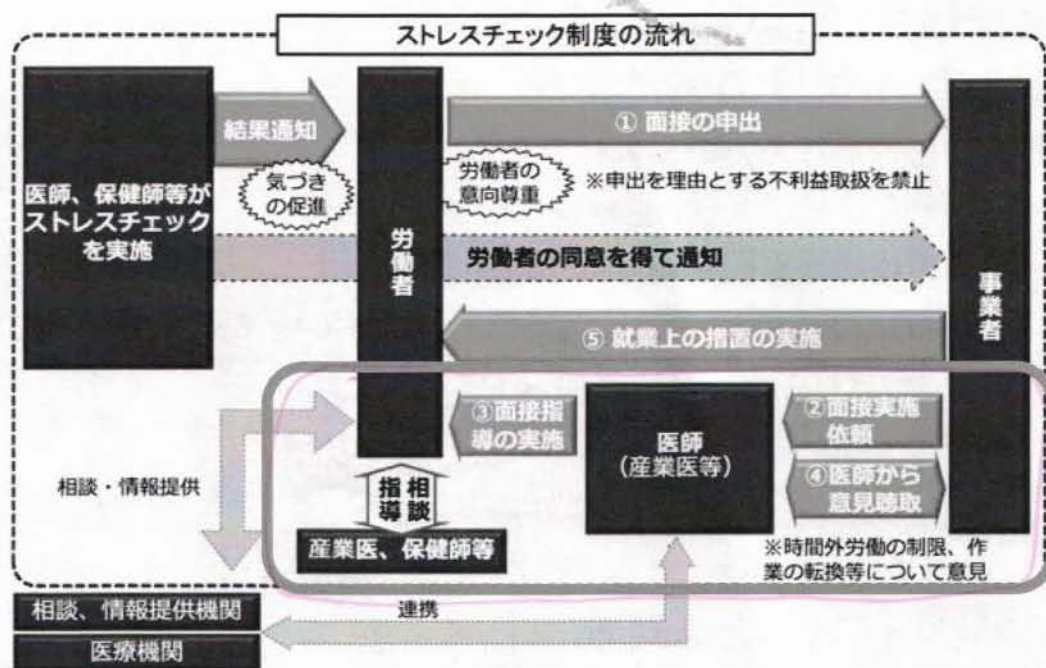 ストレスチェック制度の流れ
医師、保健師等が
ストレスチェック
を実施
結果通知
気づき
の促進
労働者
① 面接の申出
労働者の
意向尊重
※申出を理由とする不利益取扱を禁止
労働者の同意を得て通知
事業者
⑤ 就業上の措置の実施
③面接指
導の実施
医師
（産業医等）
②面接実施
依頼
④医師から
意見聴取
※時間外労働の制限、作
業の転換等について意見
相談・情報提供
指導
相談
産業医、保健師等
相談、情報提供機関
医療機関
連携